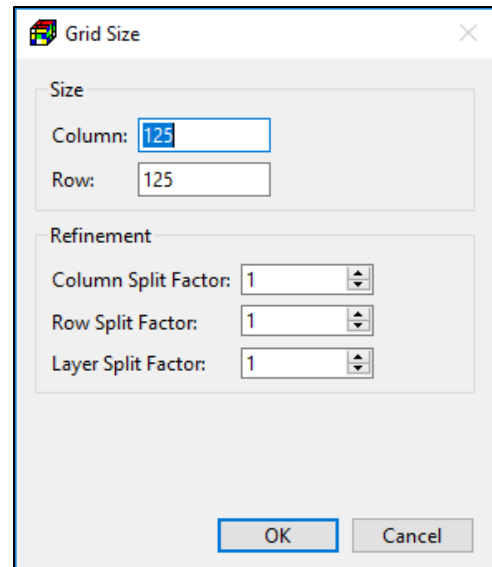 Grid Size
Size
Column: 125
Row: 125
Refinement
Column Split Factor: 1
Row Split Factor: 1
Layer Split Factor: 1
OK Cancel